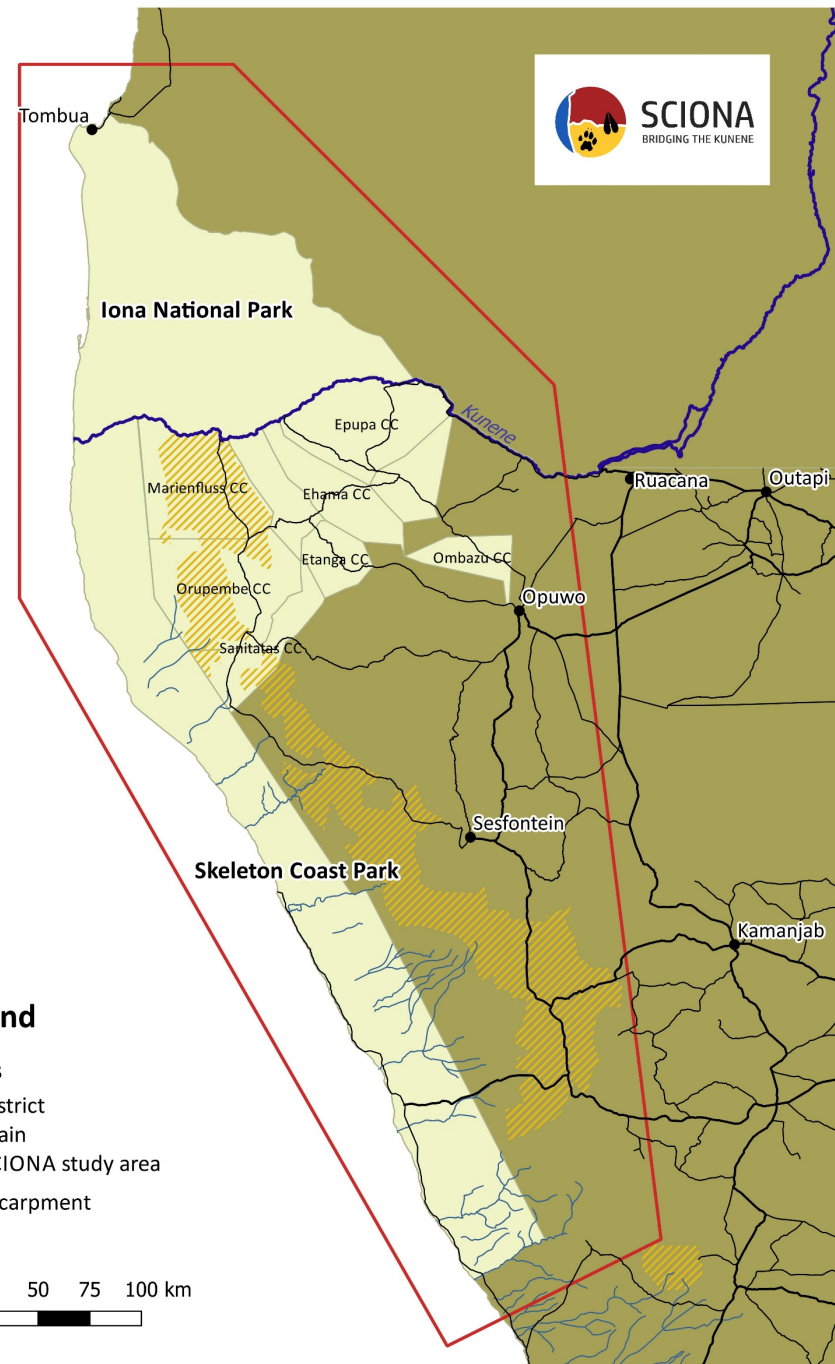 Tombua
SCIONA
BRIDGING THE KUNENE
Iona National Park
Epupa CC
Kunene
Marienfluss CC
Ehama CC
Ruacana
Outapi
Etanga CC
Ombazu CC
Orupembe CC
Opuwo
Sanitatas CC
Sesfontein
Skeleton Coast Park
Kamanjab
nd
s
strict
ain
CIONA study area
carpment
50 75 100 km